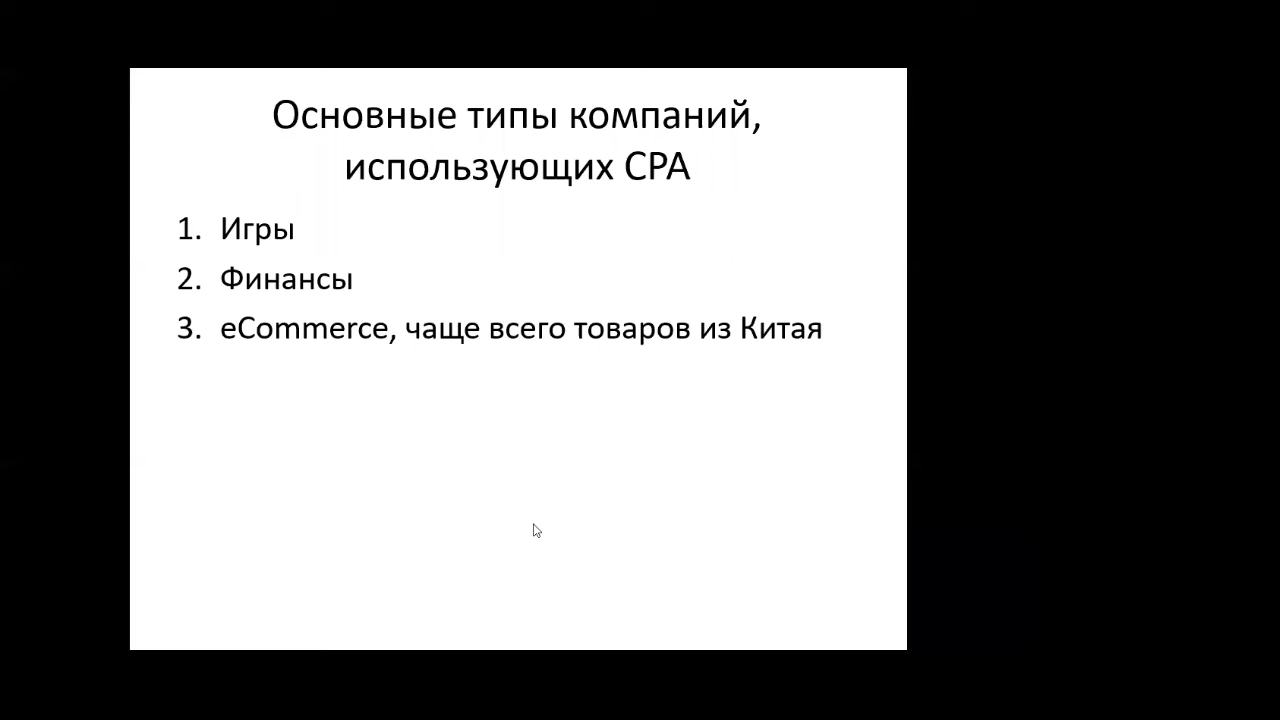 Основные типы компаний,
использующих CPA
1. Игры
2. Финансы
3. eCommerce, чаще всего товаров из Китая